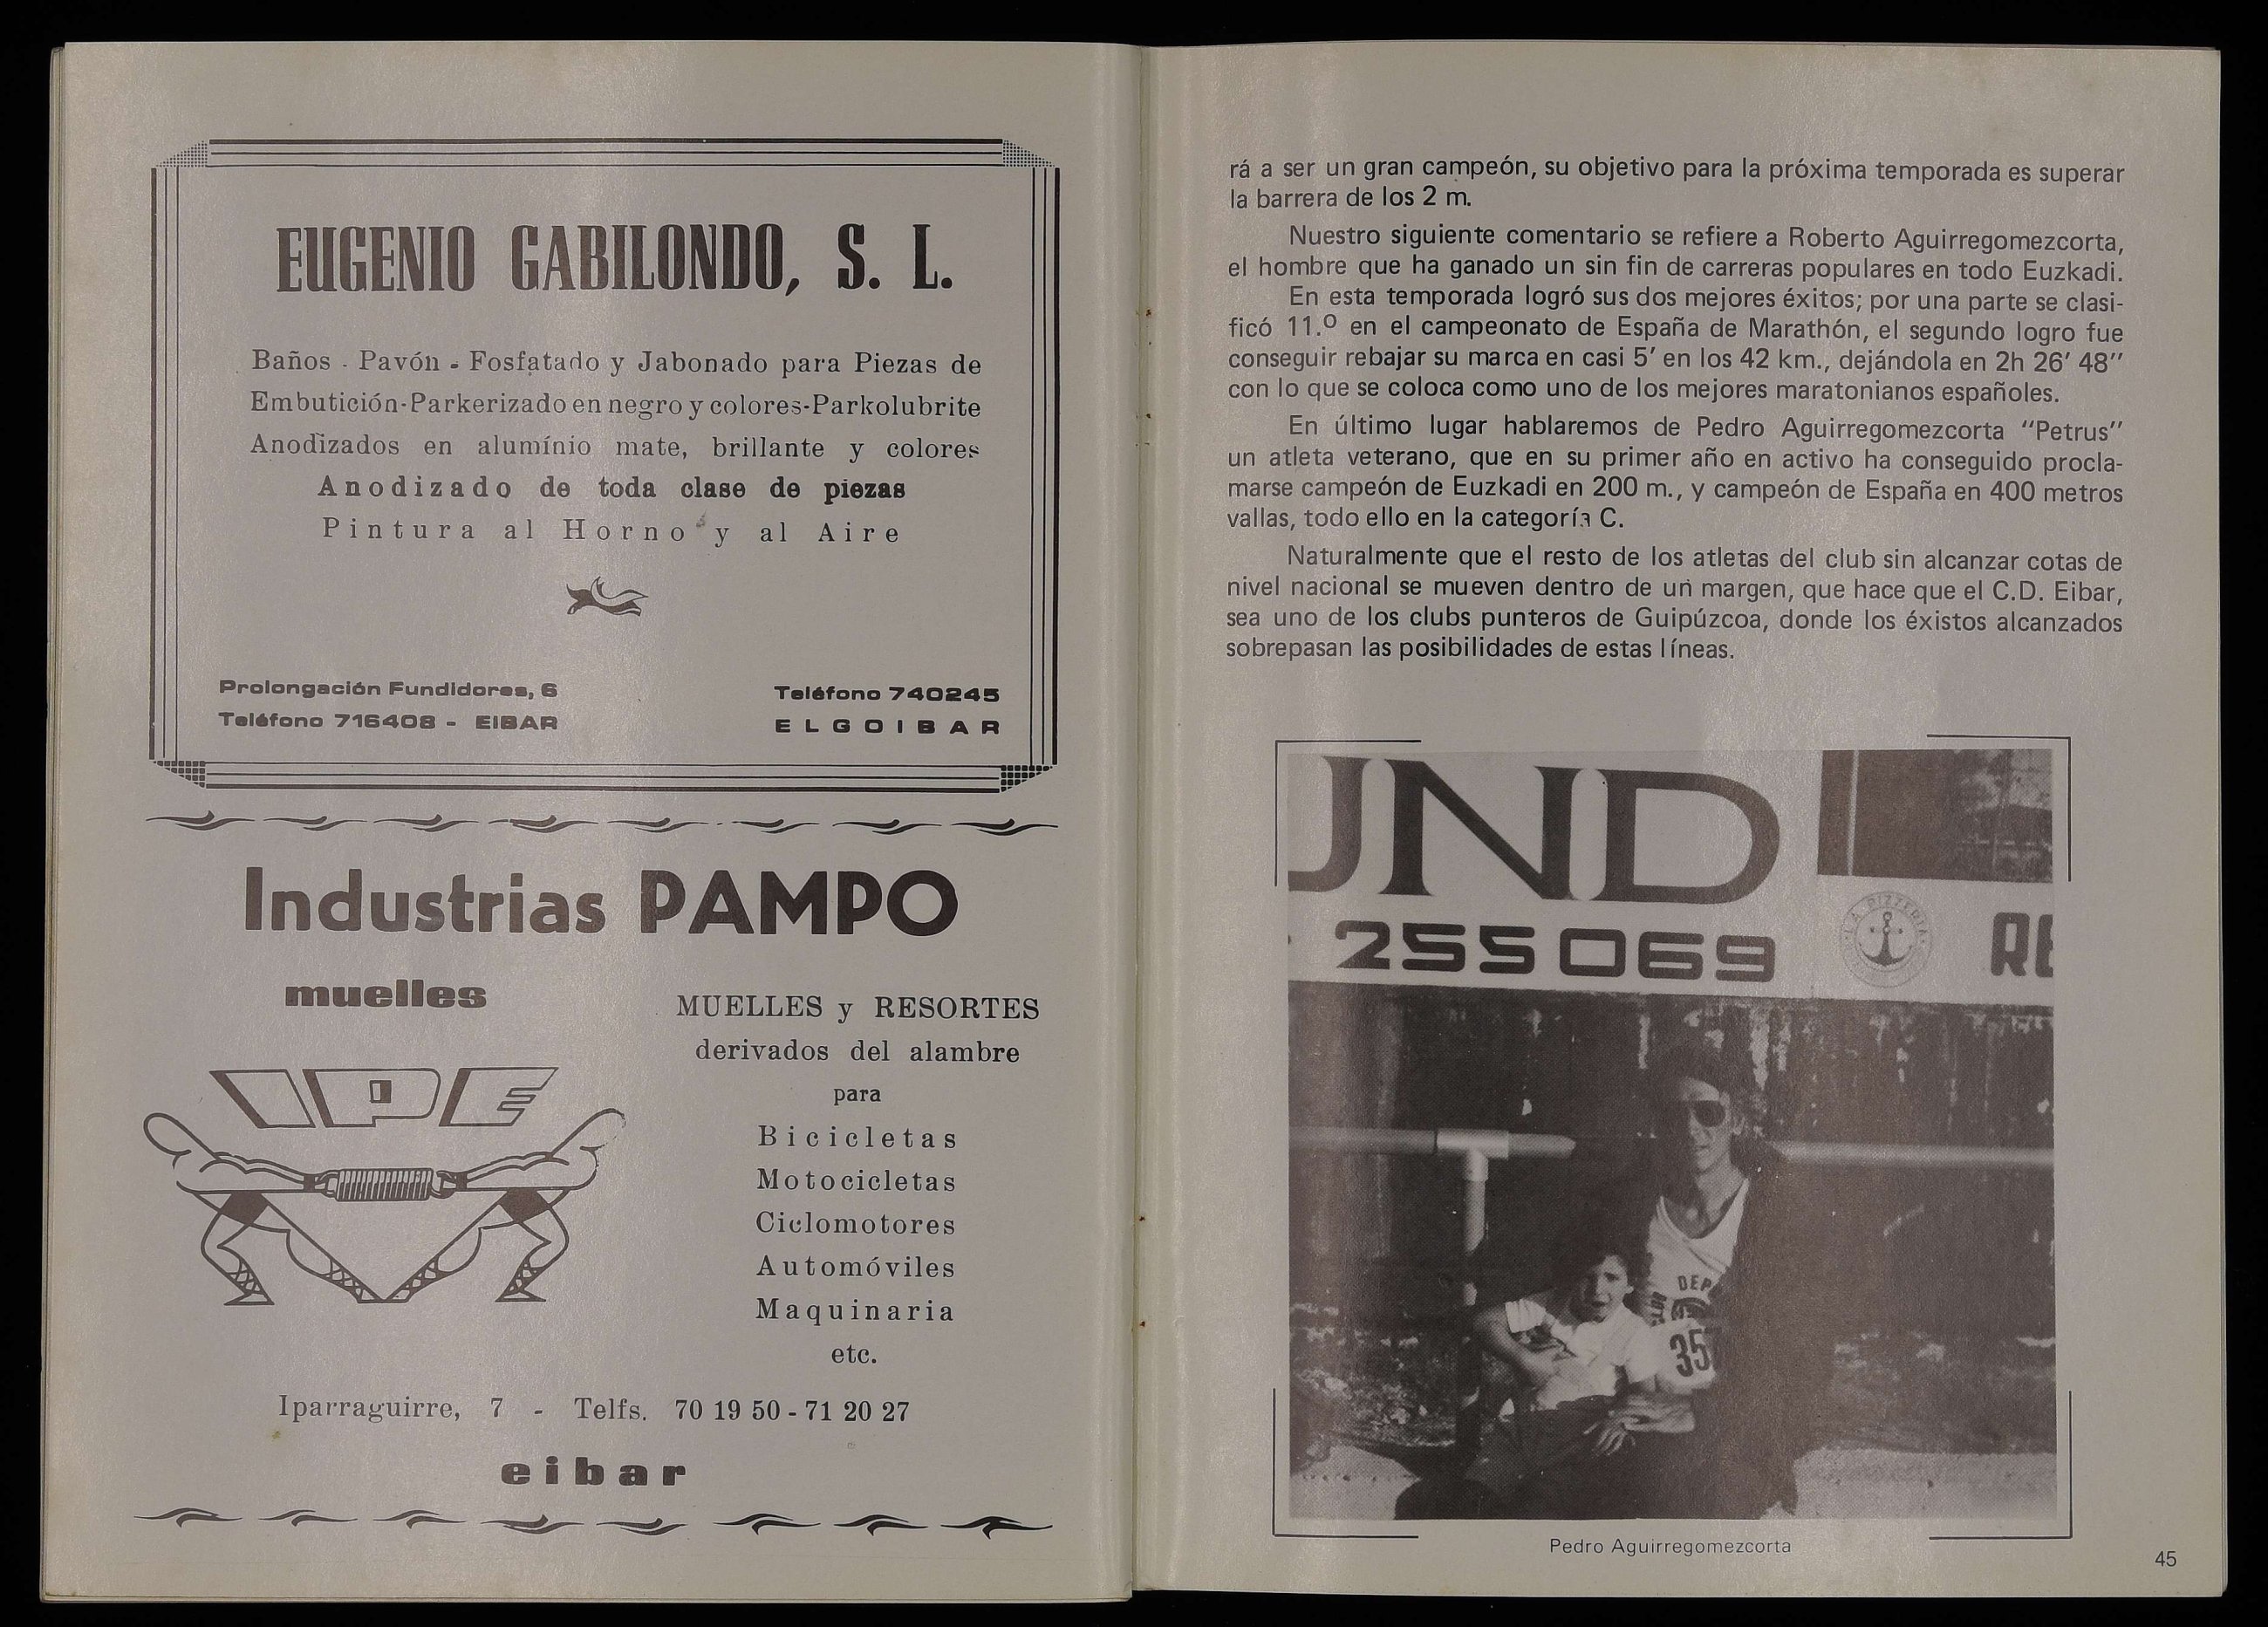 EUGENIO GABILONDO, S. L.
Baños - Pavón - Fosfatado y Jabonado para Piezas de
Embutición-Parkerizado en negro y colores-Parkolubrite
Anodizados en alumínio mate, brillante y colores
Anodizado de toda clase de piezas
Pintura al Horno y al Aire
Prolongación Fundidores, 6
Teléfono 716408 - EIBAR
Teléfono 740245
ELGOIBAR
Industrias PAMPO
muelles
IPE
MUELLES y RESORTES
derivados del alambre
para
Bicicletas
Motocicletas
Ciclomotores
Automóviles
Maquinaria
etc.
Iparraguirre, 7 - Telfs. 70 19 50 - 71 20 27
eibar
rá a ser un gran campeón, su objetivo para la próxima temporada es superar
la barrera de los 2 m.
Nuestro siguiente comentario se refiere a Roberto Aguirregomezcorta,
el hombre que ha ganado un sin fin de carreras populares en todo Euzkadi.
En esta temporada logró sus dos mejores éxitos; por una parte se clasi-
ficó 11.º en el campeonato de España de Marathón, el segundo logro fue
conseguir rebajar su marca en casi 5' en los 42 km., dejándola en 2h 26' 48''
con lo que se coloca como uno de los mejores maratonianos españoles.
En último lugar hablaremos de Pedro Aguirregomezcorta "Petrus"
un atleta veterano, que en su primer año en activo ha conseguido procla-
marse campeón de Euzkadi en 200 m., y campeón de España en 400 metros
vallas, todo ello en la categoría C.
Naturalmente que el resto de los atletas del club sin alcanzar cotas de
nivel nacional se mueven dentro de un margen, que hace que el C.D. Eibar,
sea uno de los clubs punteros de Guipúzcoa, donde los éxistos alcanzados
sobrepasan las posibilidades de estas líneas.
UND
255069
LA PIZZERIA
RE
DEP
CLUB
35
Pedro Aguirregomezcorta
45